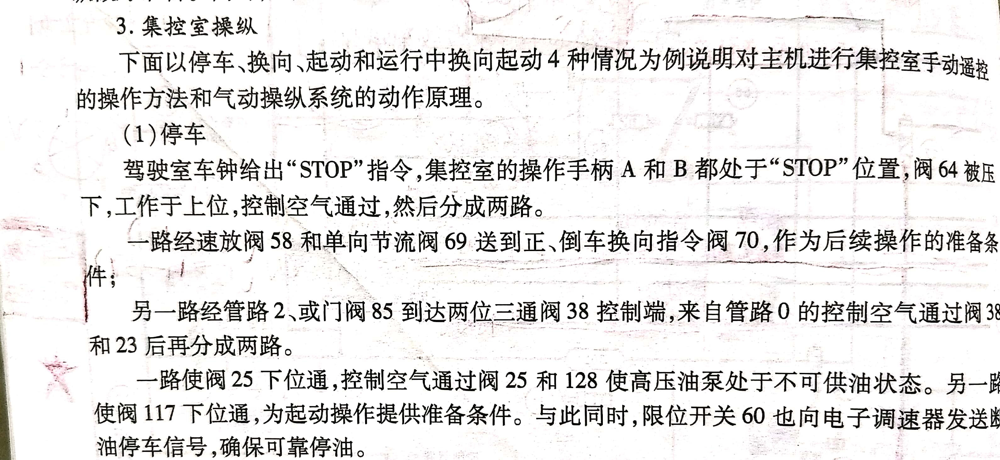 3. 集控室操纵
下面以停车、换向、起动和运行中换向起动4种情况为例说明对主机进行集控室手动遥控
的操作方法和气动操纵系统的动作原理。
(1)停车
驾驶室车钟给出“STOP”指令,集控室的操作手柄 A 和 B 都处于“STOP”位置,阀 64 被压
下,工作于上位,控制空气通过,然后分成两路。
一路经速放阀 58 和单向节流阀 69 送到正、倒车换向指令阀 70,作为后续操作的准备条
件;
另一路经管路 2、或门阀 85 到达两位三通阀 38 控制端,来自管路 0 的控制空气通过阀 38
和 23 后再分成两路。
一路使阀 25 下位通,控制空气通过阀 25 和 128 使高压油泵处于不可供油状态。另一路
使阀 117 下位通,为起动操作提供准备条件。与此同时,限位开关 60 也向电子调速器发送断
油停车信号,确保可靠停油。